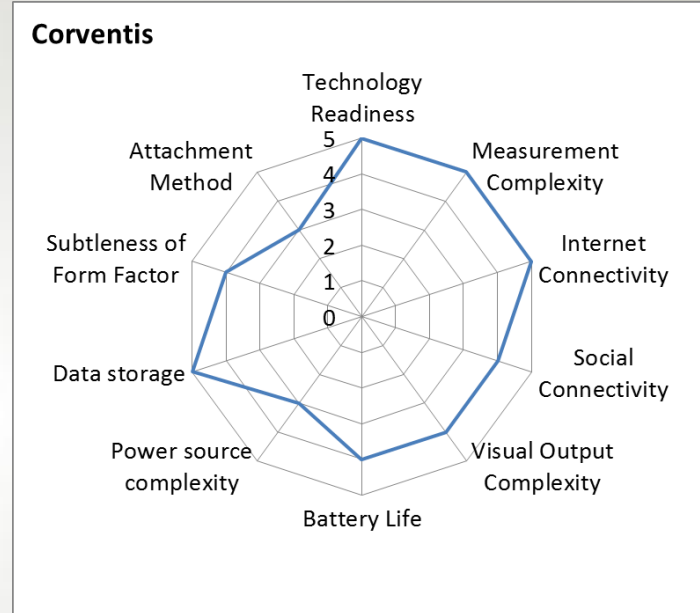 Corventis
Technology
Readiness
Attachment
Method
Measurement
Complexity
Subtleness of
Form Factor
Internet
Connectivity
Data storage
Social
Connectivity
Power source
complexity
Visual Output
Complexity
Battery Life
5
4
3
2
1
0